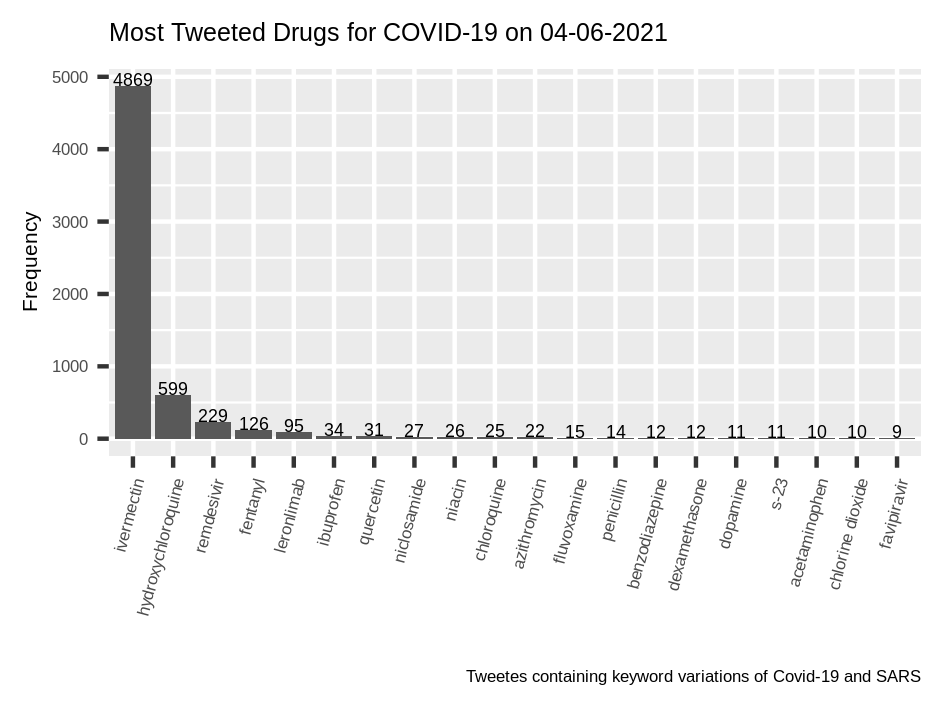 Most Tweeted Drugs for COVID-19 on 04-06-2021
Frequency
5000
4000
3000
2000
1000
0
4869
599
229
126
95
34
31
27
26
25
22
15
14
12
12
11
11
10
10
9
ivermectin
hydroxychloroquine
remdesivir
fentanyl
leronlimab
ibuprofen
quercetin
niclosamide
niacin
chloroquine
azithromycin
fluvoxamine
penicillin
benzodiazepine
dexamethasone
dopamine
s-23
acetaminophen
chlorine dioxide
favipiravir
Tweetes containing keyword variations of Covid-19 and SARS